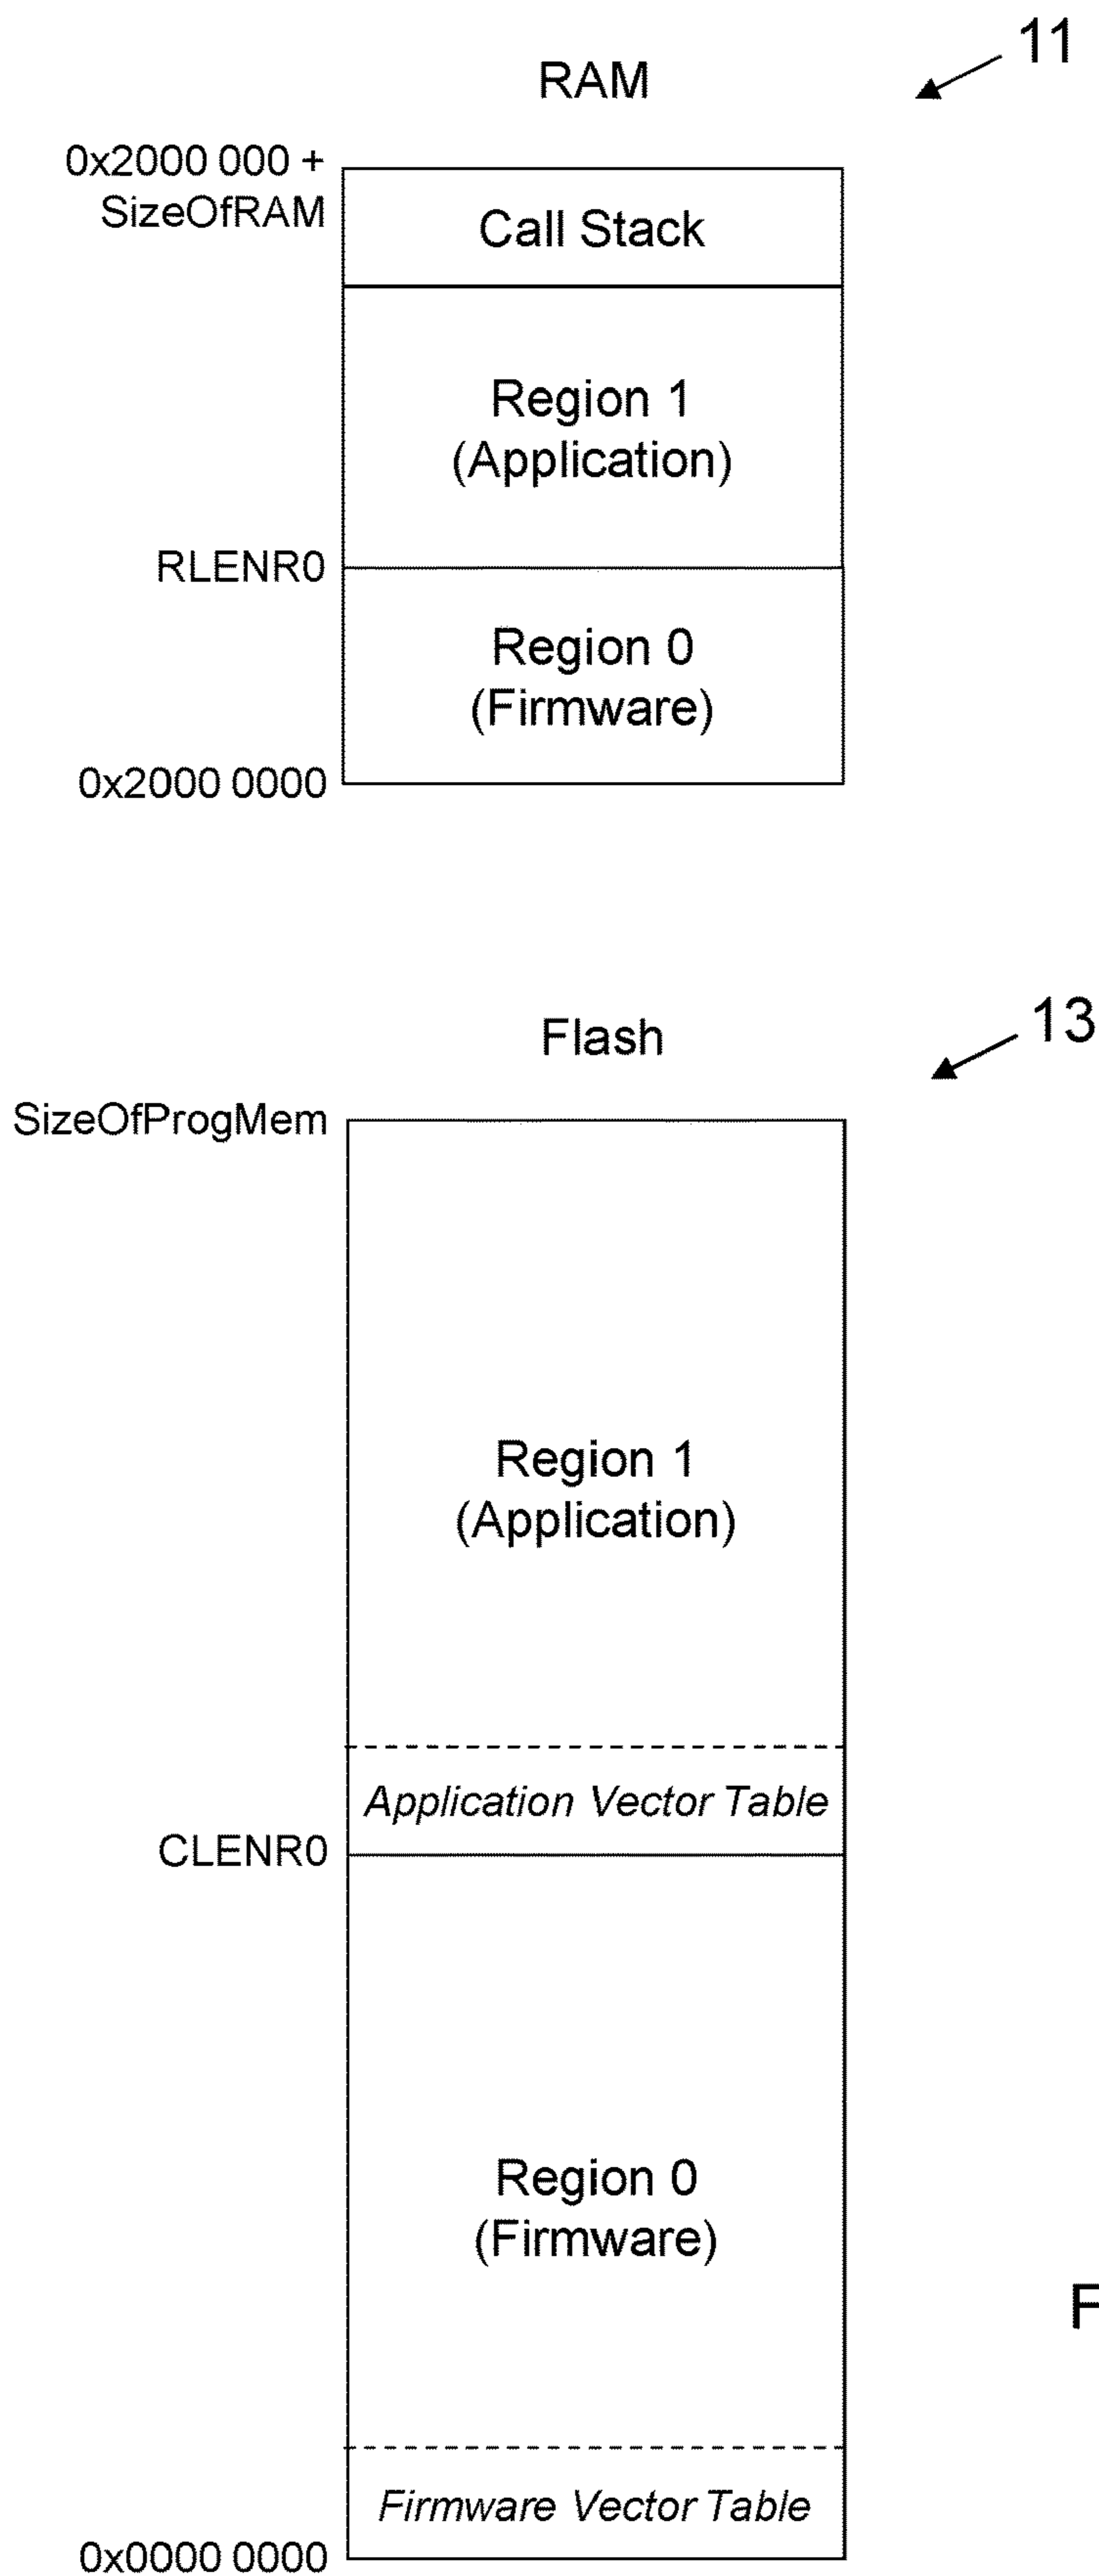 11
RAM
0x2000 000 +
SizeOfRAM
Call Stack
Region 1
(Application)
RLENR0
Region 0
(Firmware)
0x2000 0000
13
Flash
SizeOfProgMem
Region 1
(Application)
Application Vector Table
CLENR0
Region 0
(Firmware)
F
Firmware Vector Table
0x0000 0000